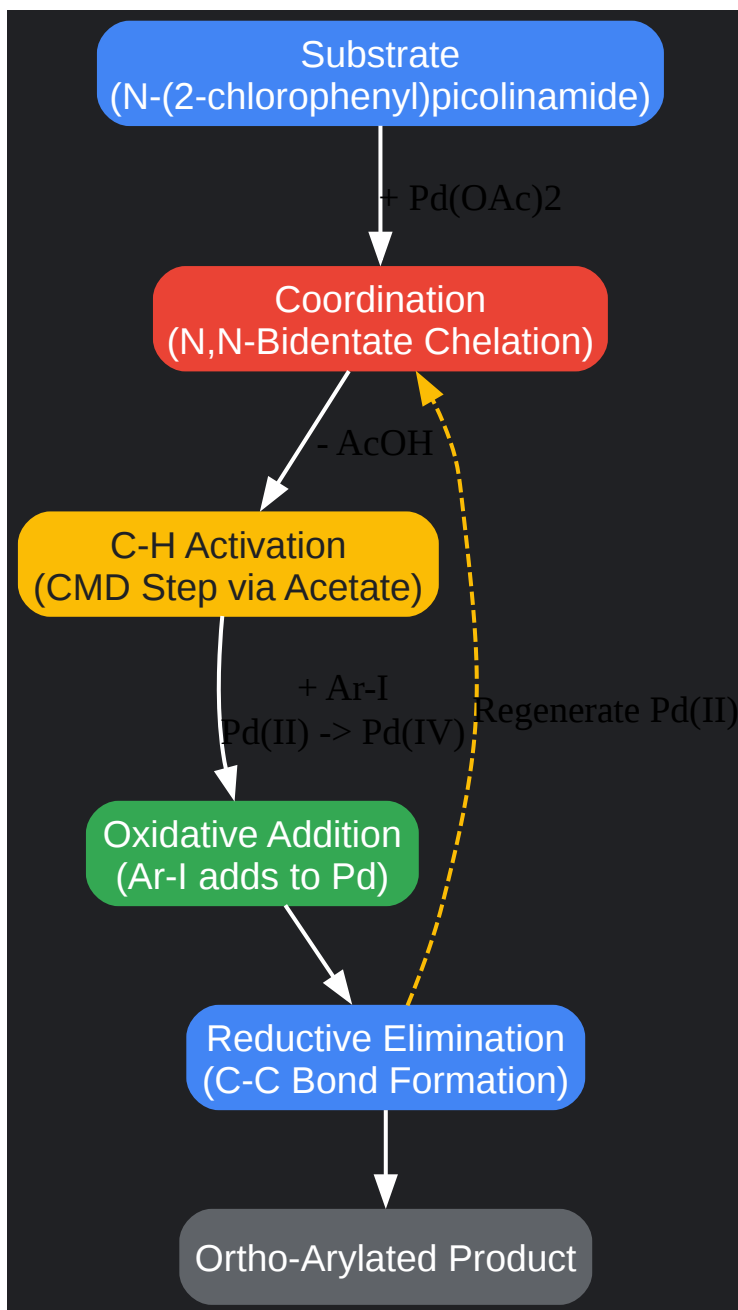 Substrate
(N-(2-chlorophenyl)picolinamide)
+ Pd(OAc)2
Coordination
(N,N-Bidentate Chelation)
- AcOH
C-H Activation
(CMD Step via Acetate)
+ Ar-I
Pd(II) -> Pd(IV)
Regenerate Pd(II)
Oxidative Addition
(Ar-I adds to Pd)
Reductive Elimination
(C-C Bond Formation)
Ortho-Arylated Product